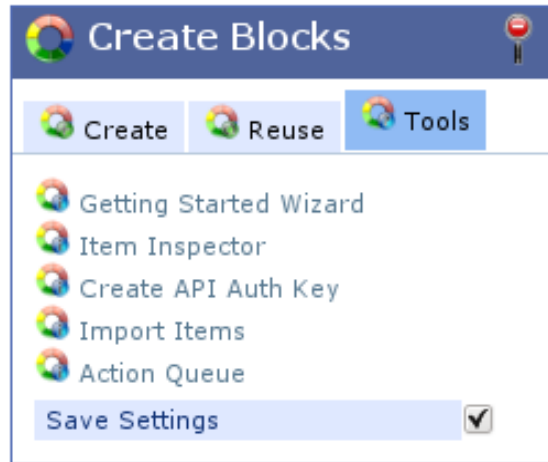 Create Blocks
Create Reuse Tools
Getting Started Wizard
Item Inspector
Create API Auth Key
Import Items
Action Queue
Save Settings